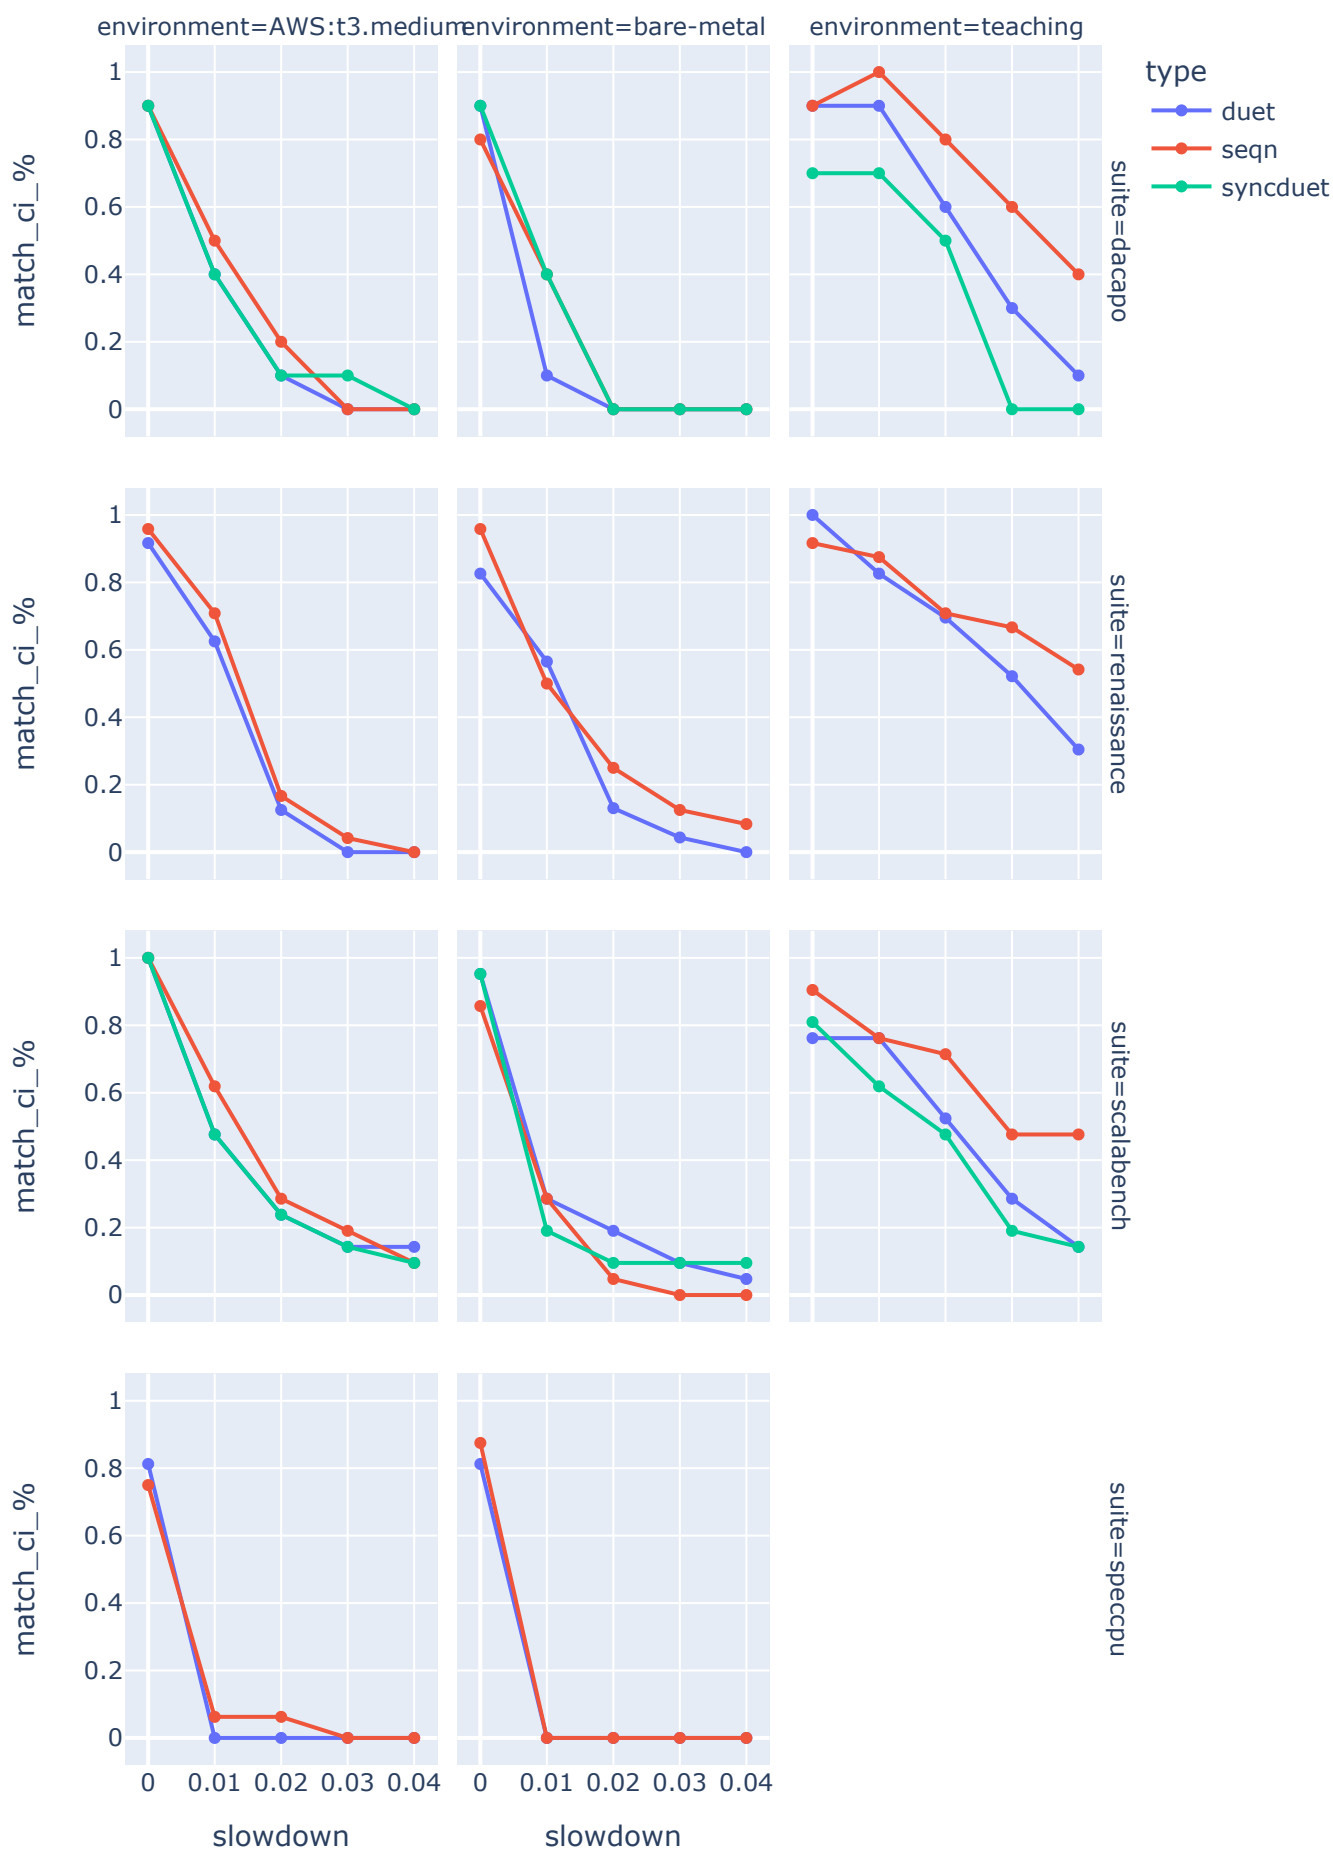 environment=AWS:t3.medium
environment=bare-metal
environment=teaching
type
duet
seqn
syncduet
match_ci_%
1
0.8
0.6
0.4
0.2
0
suite=dacapo
match_ci_%
1
0.8
0.6
0.4
0.2
0
suite=renaissance
match_ci_%
1
0.8
0.6
0.4
0.2
0
suite=scalabench
match_ci_%
1
0.8
0.6
0.4
0.2
0
suite=speccpu
0 0.01 0.02 0.03 0.04
0 0.01 0.02 0.03 0.04
slowdown
slowdown